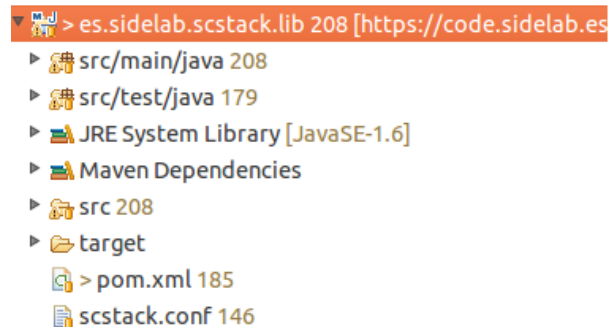 > es.sidelab.scstack.lib 208 [https://code.sidelab.es
src/main/java 208
src/test/java 179
JRE System Library [JavaSE-1.6]
Maven Dependencies
src 208
target
> pom.xml 185
scstack.conf 146